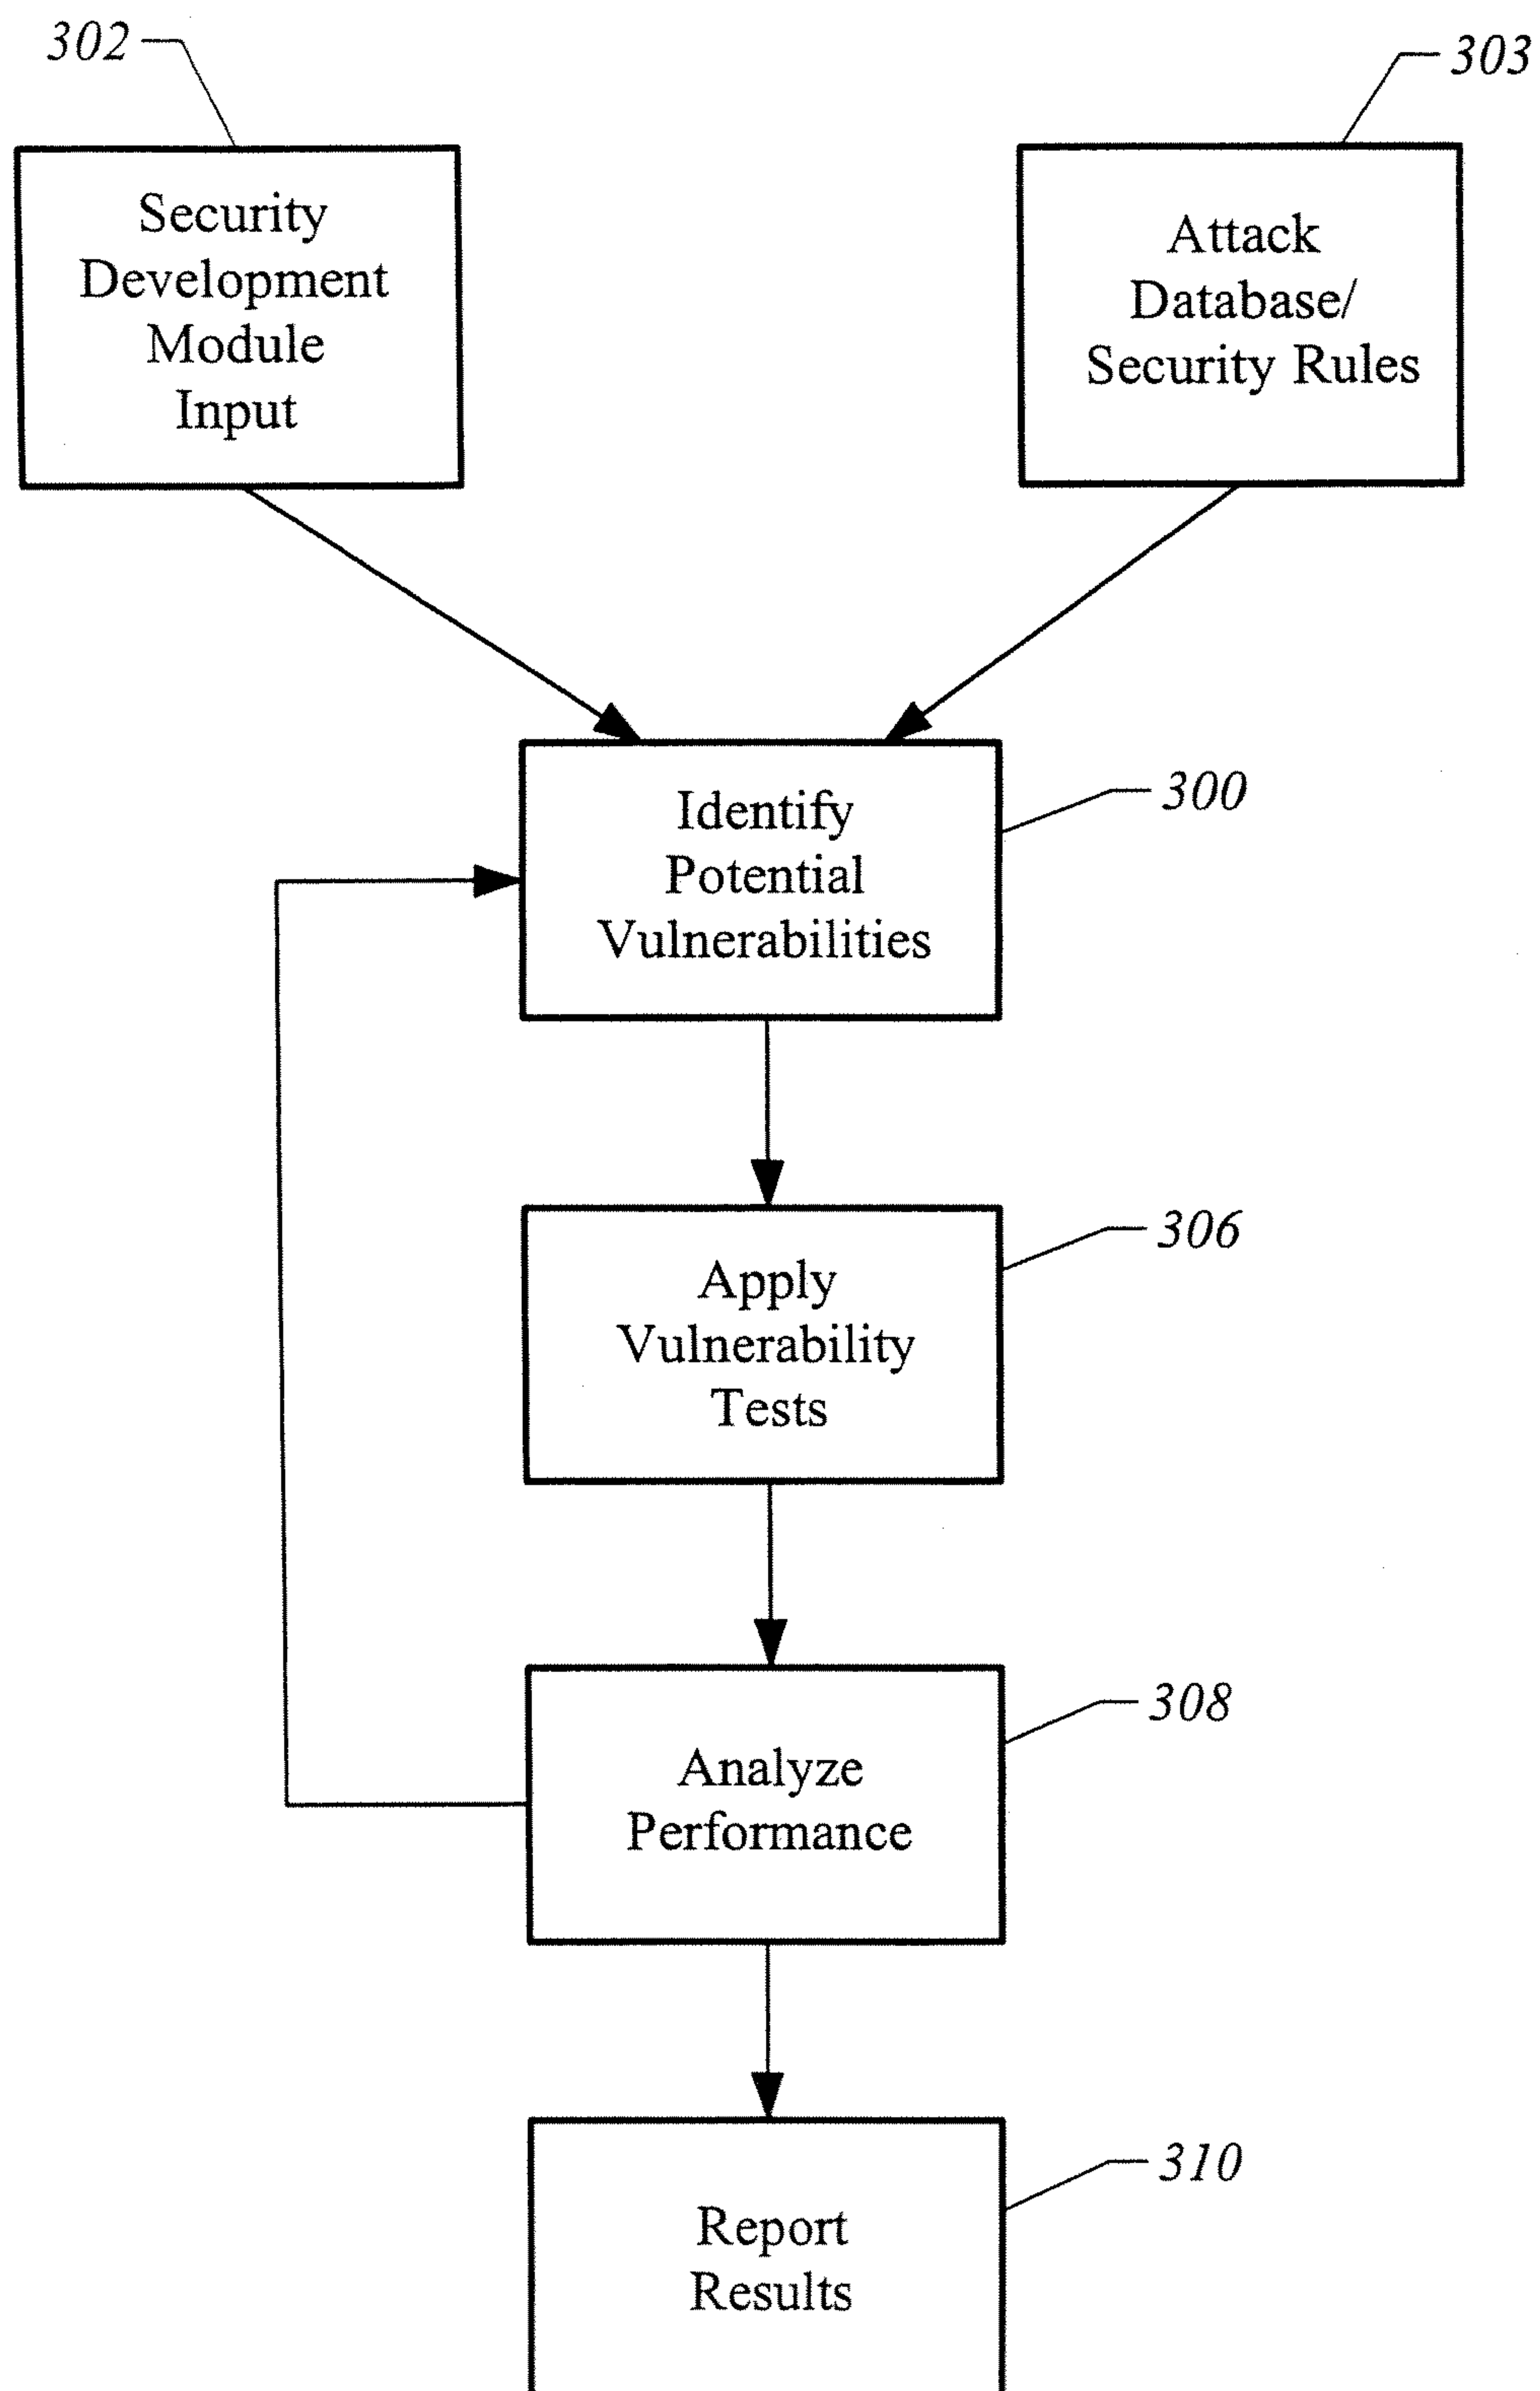 302
303
Security
Development
Module
Input
Attack
Database/
Security Rules
300
Identify
Potential
Vulnerabilities
306
Apply
Vulnerability
Tests
308
Analyze
Performance
310
Report
Results